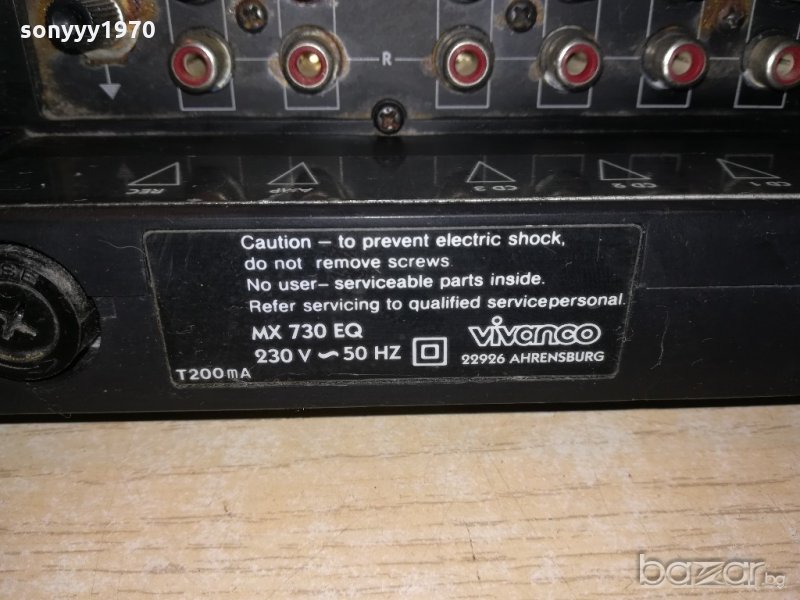 sonyyy1970
R
REC
AMP
CD 3
CD 2
CD 1
Caution – to prevent electric shock,
do not remove screws.
No user– serviceable parts inside.
Refer servicing to qualified servicepersonal.
MX 730 EQ
230 V ~ 50 HZ
vivanco
22926 AHRENSBURG
T200mA
bazar.bg